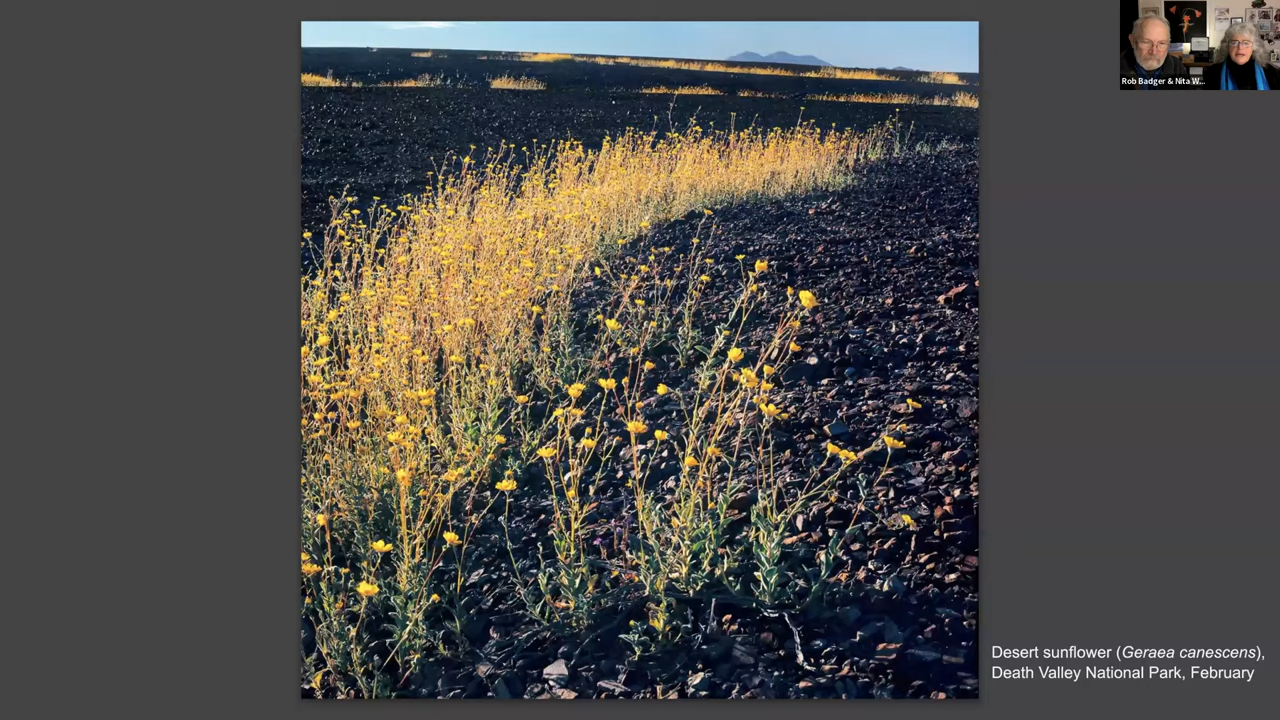 Rob Badger & Nita W...
Desert sunflower (Geraea canescens),
Death Valley National Park, February